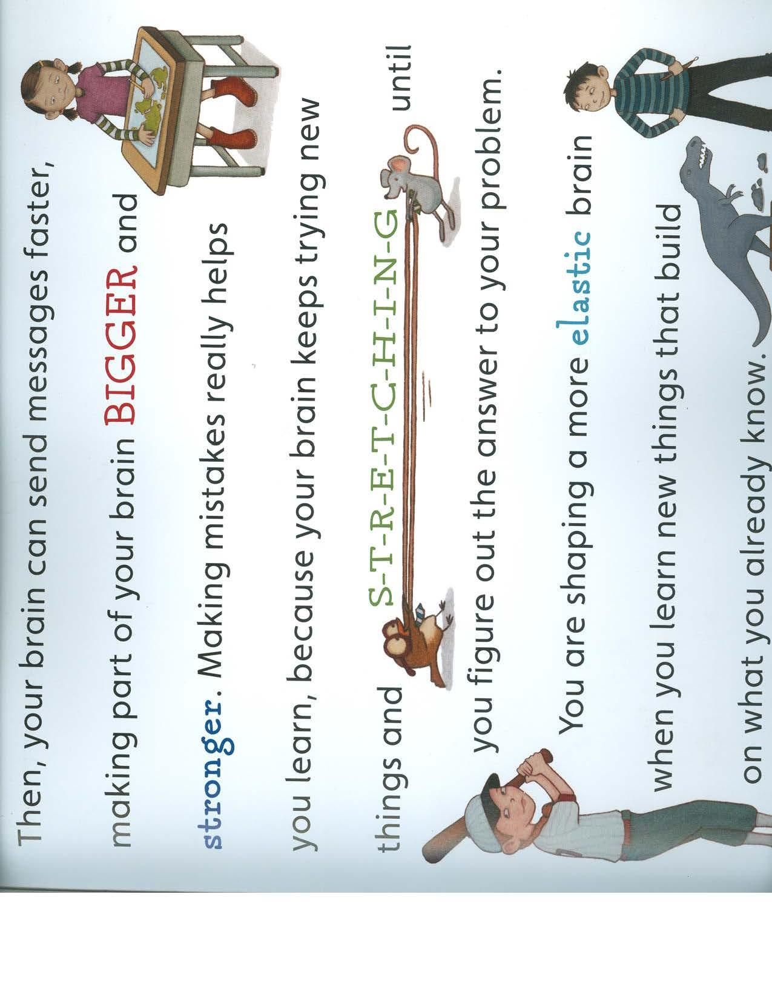 Then, your brain can send messages faster,
making part of your brain BIGGER and
stronger. Making mistakes really helps
you learn, because your brain keeps trying new
things and S-T-R-E-T-C-H-I-N-G until
you figure out the answer to your problem.
You are shaping a more elastic brain
when you learn new things that build
on what you already know.